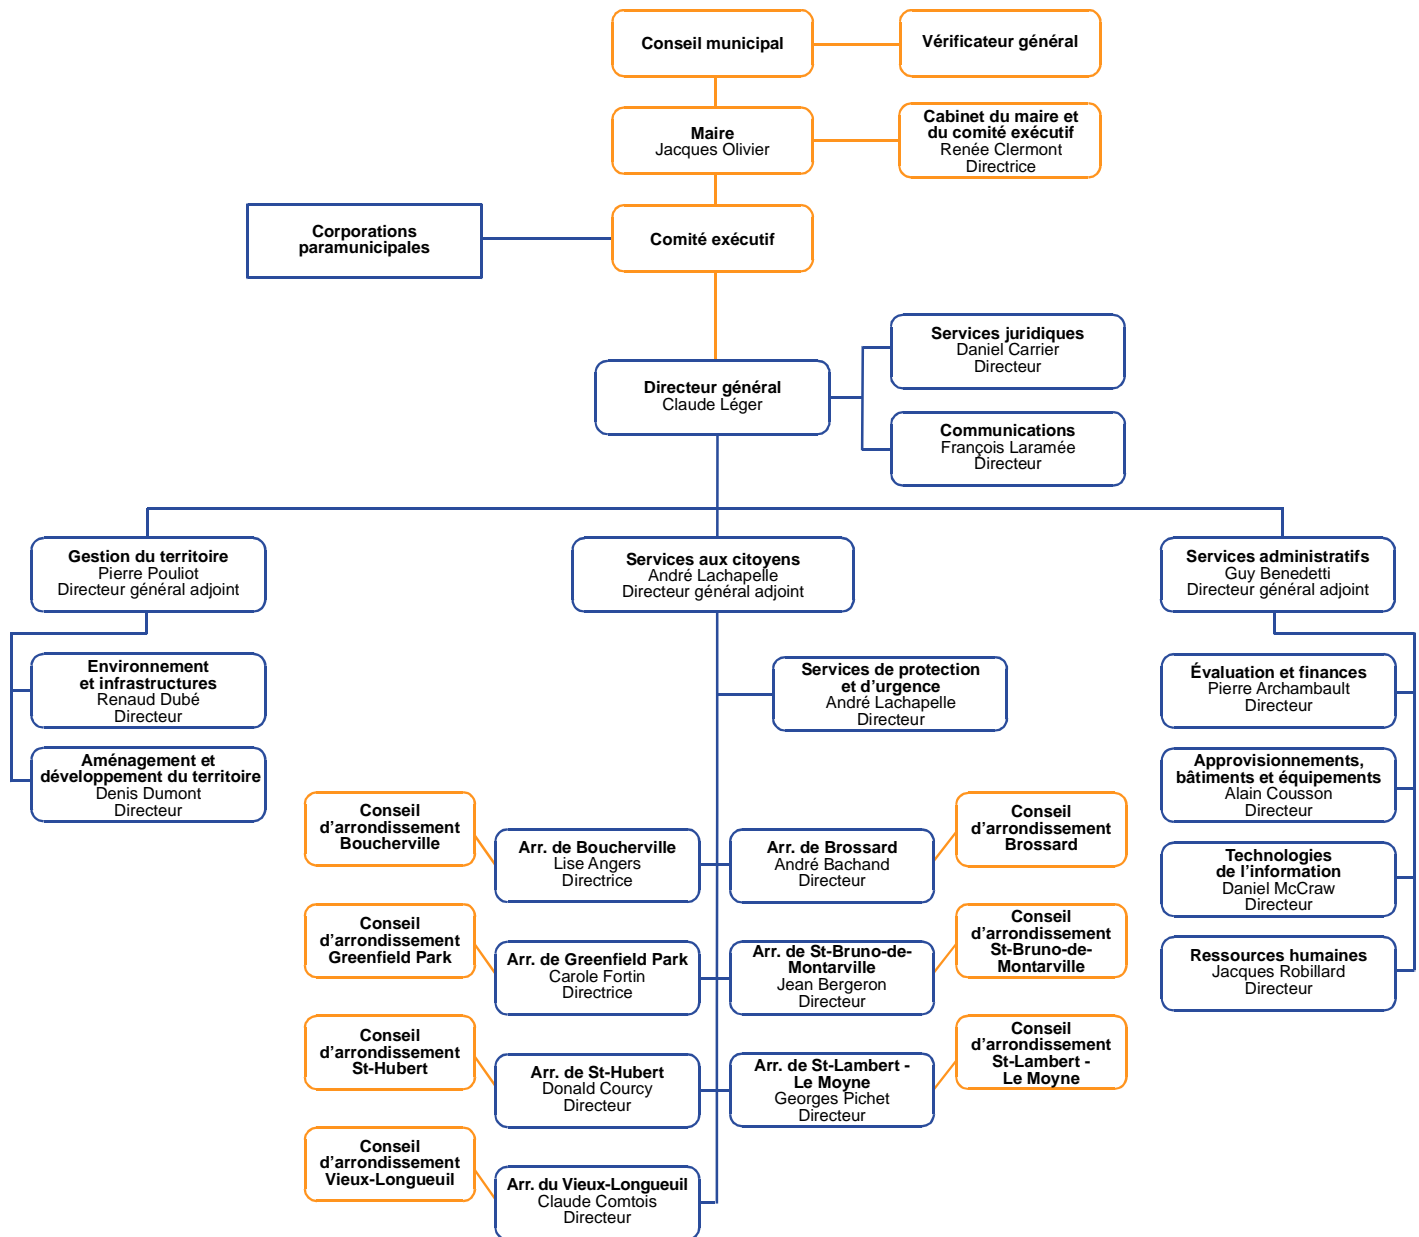 Conseil municipal
Vérificateur général
Maire
Jacques Olivier
Cabinet du maire et
du comité exécutif
Renée Clermont
Directrice
Corporations
paramunicipales
Comité exécutif
Services juridiques
Daniel Carrier
Directeur
Directeur général
Claude Léger
Communications
François Laramée
Directeur
Gestion du territoire
Pierre Pouliot
Directeur général adjoint
Services aux citoyens
André Lachapelle
Directeur général adjoint
Services administratifs
Guy Benedetti
Directeur général adjoint
Environnement
et infrastructures
Renaud Dubé
Directeur
Aménagement et
développement du territoire
Denis Dumont
Directeur
Services de protection
et d'urgence
André Lachapelle
Directeur
Évaluation et finances
Pierre Archambault
Directeur
Approvisionnements,
bâtiments et équipements
Alain Cousson
Directeur
Technologies
de l'information
Daniel McCraw
Directeur
Ressources humaines
Jacques Robillard
Directeur
Conseil
d'arrondissement
Boucherville
Arr. de Boucherville
Lise Angers
Directrice
Arr. de Brossard
André Bachand
Directeur
Conseil
d'arrondissement
Brossard
Conseil
d'arrondissement
Greenfield Park
Arr. de Greenfield Park
Carole Fortin
Directrice
Arr. de St-Bruno-de-
Montarville
Jean Bergeron
Directeur
Conseil
d'arrondissement
St-Bruno-de-
Montarville
Conseil
d'arrondissement
St-Hubert
Arr. de St-Hubert
Donald Courcy
Directeur
Arr. de St-Lambert -
Le Moyne
Georges Pichet
Directeur
Conseil
d'arrondissement
St-Lambert -
Le Moyne
Conseil
d'arrondissement
Vieux-Longueuil
Arr. du Vieux-Longueuil
Claude Comtois
Directeur